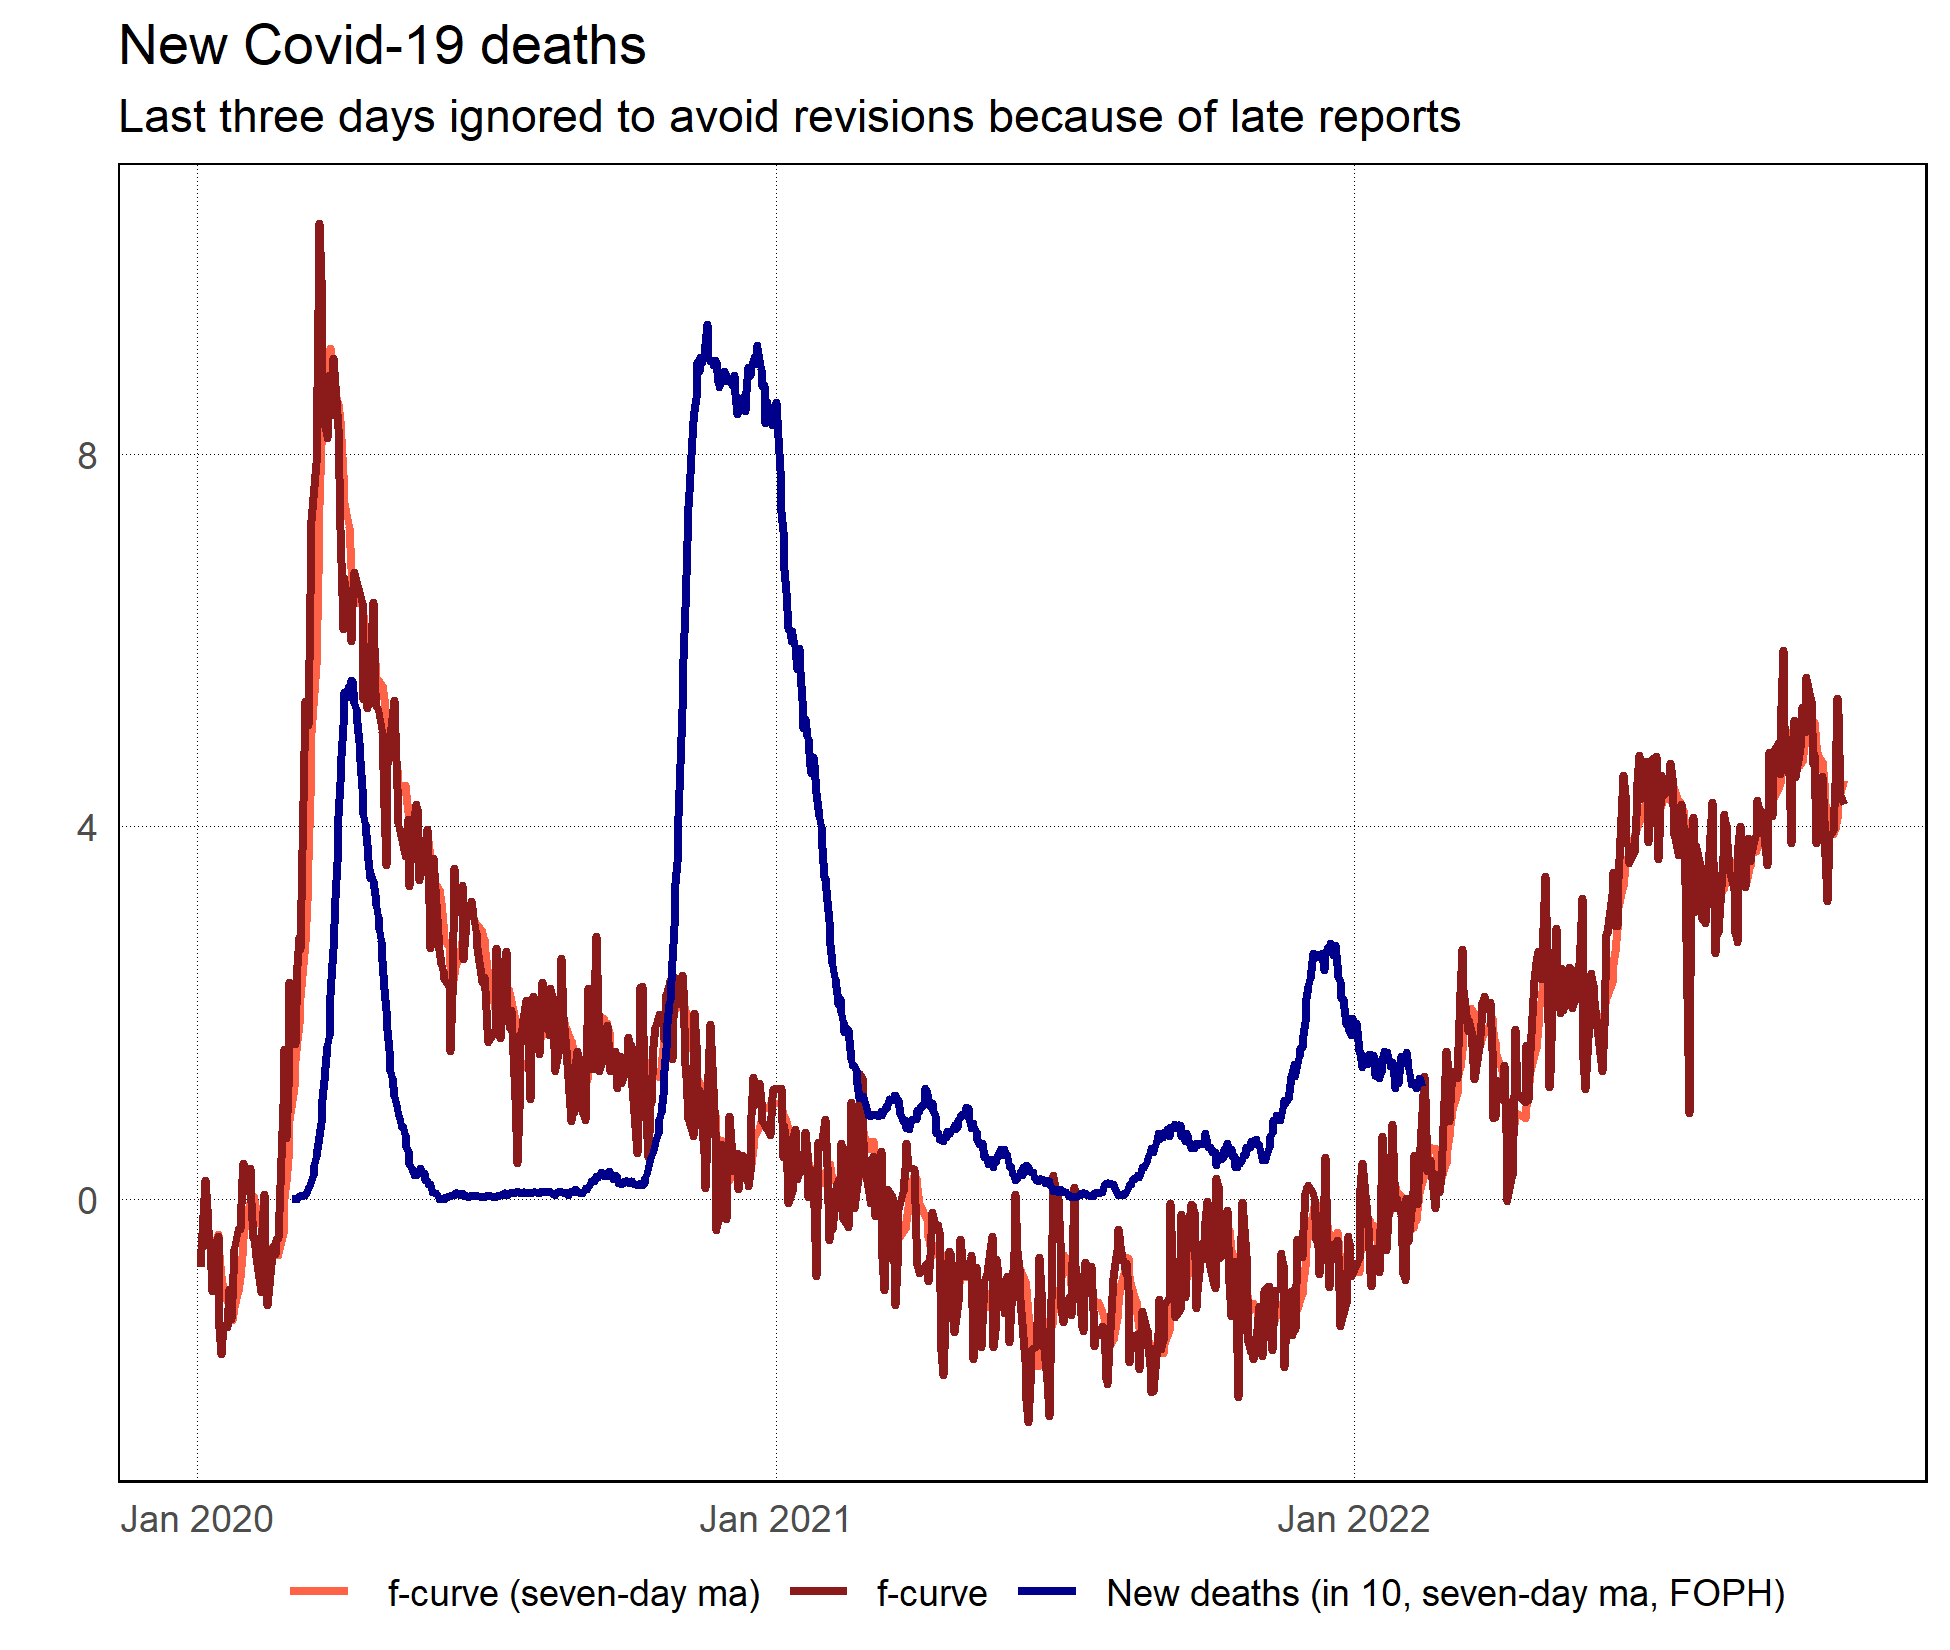 New Covid-19 deaths
Last three days ignored to avoid revisions because of late reports
8
4
0
Jan 2020 Jan 2021 Jan 2022
f-curve (seven-day ma) f-curve New deaths (in 10, seven-day ma, FOPH)